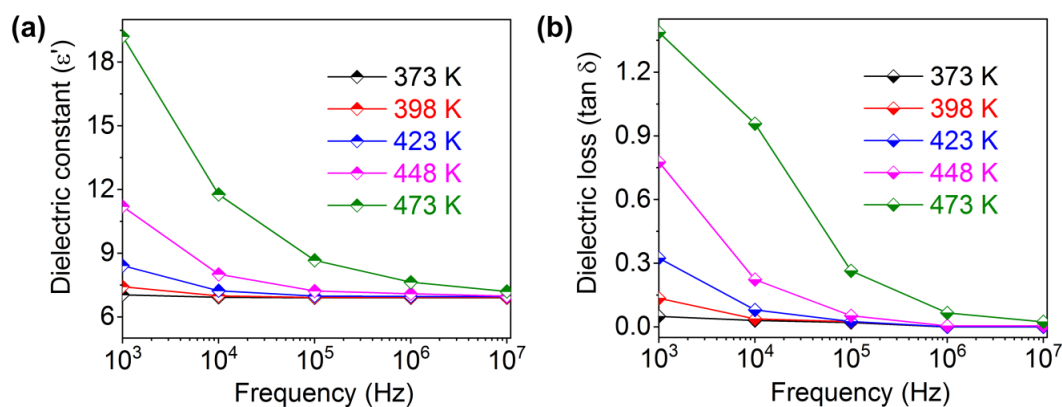 (a)
Dielectric constant (ε')
18
15
12
9
6
373 K
398 K
423 K
448 K
473 K
10³ 10⁴ 10⁵ 10⁶ 10⁷
Frequency (Hz)
(b)
Dielectric loss (tan δ)
1.2
0.9
0.6
0.3
0.0
373 K
398 K
423 K
448 K
473 K
10³ 10⁴ 10⁵ 10⁶ 10⁷
Frequency (Hz)